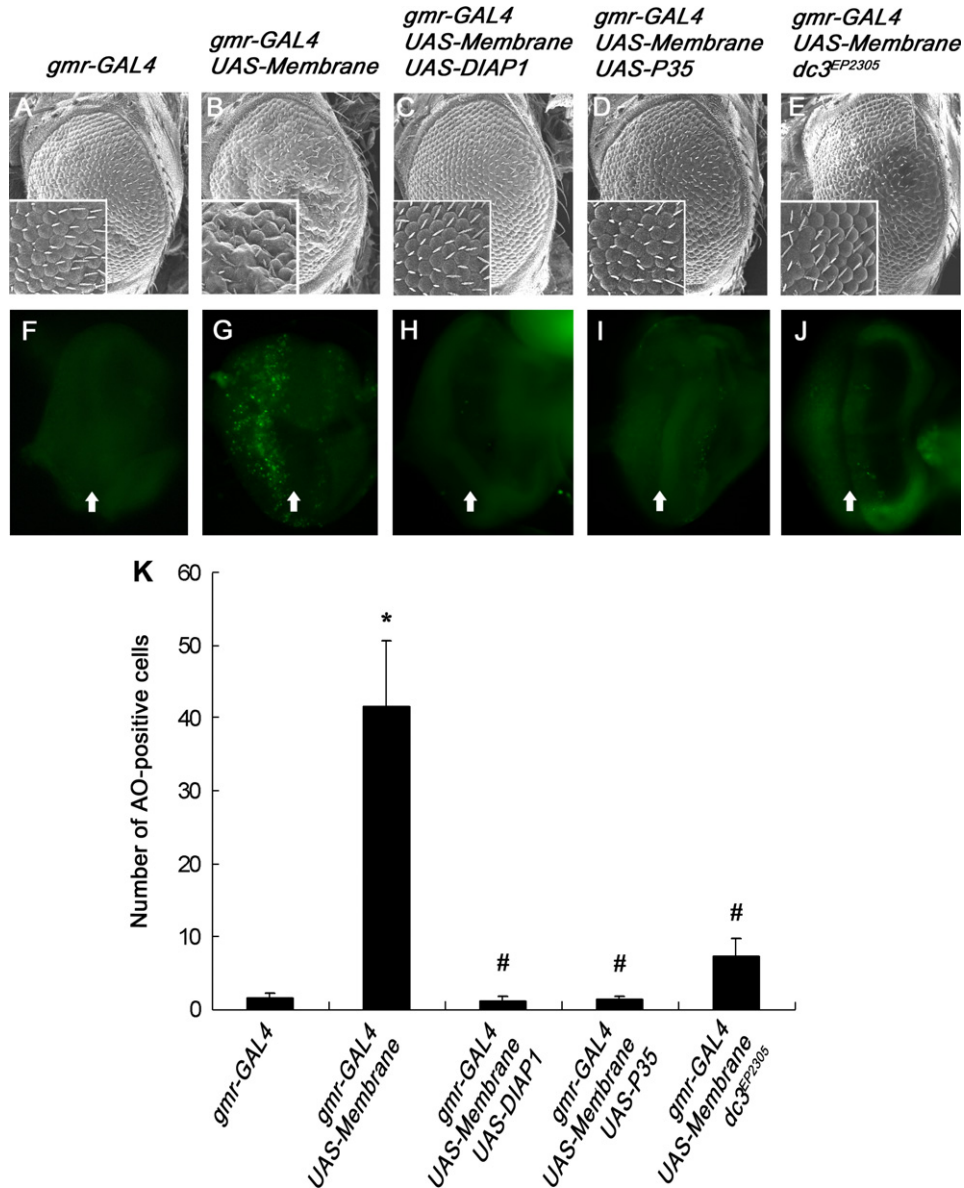 gmr-GAL4
gmr-GAL4
UAS-Membrane
gmr-GAL4
UAS-Membrane
UAS-DIAP1
gmr-GAL4
UAS-Membrane
UAS-P35
gmr-GAL4
UAS-Membrane
dc3EP2305
A
B
C
D
E
F
G
H
I
J
K
Number of AO-positive cells
60
50
40
30
20
10
0
*
#
#
#
gmr-GAL4
gmr-GAL4
UAS-Membrane
gmr-GAL4
UAS-Membrane
UAS-DIAP1
gmr-GAL4
UAS-Membrane
UAS-P35
gmr-GAL4
UAS-Membrane
dc3EP2305